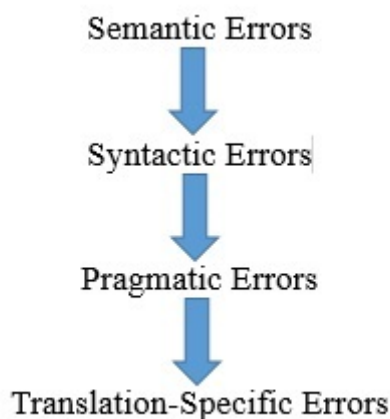 Semantic Errors
Syntactic Errors
Pragmatic Errors
Translation-Specific Errors